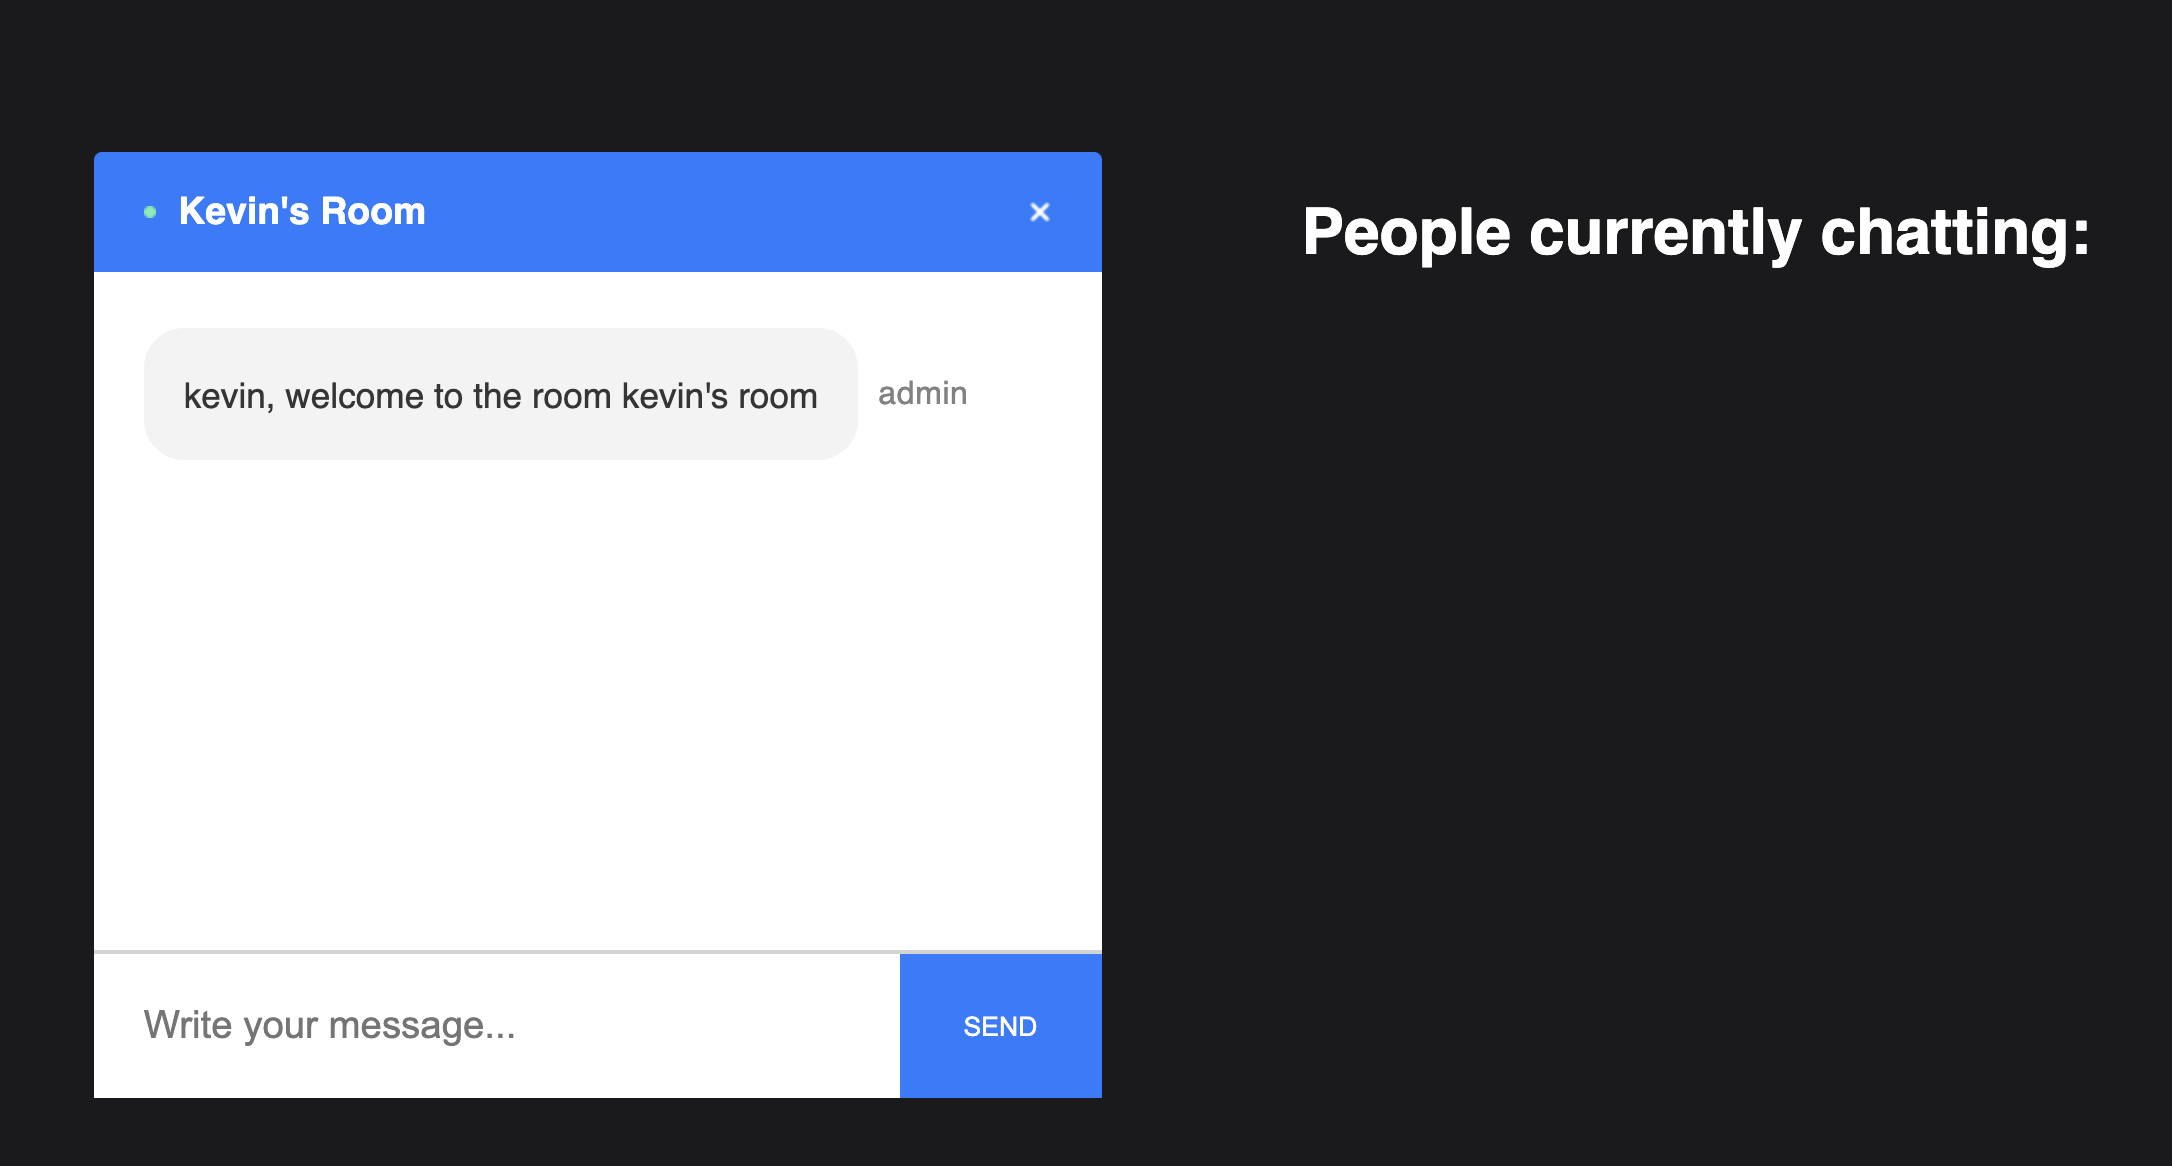 Kevin's Room
People currently chatting:
kevin, welcome to the room kevin's room
admin
Write your message...
SEND